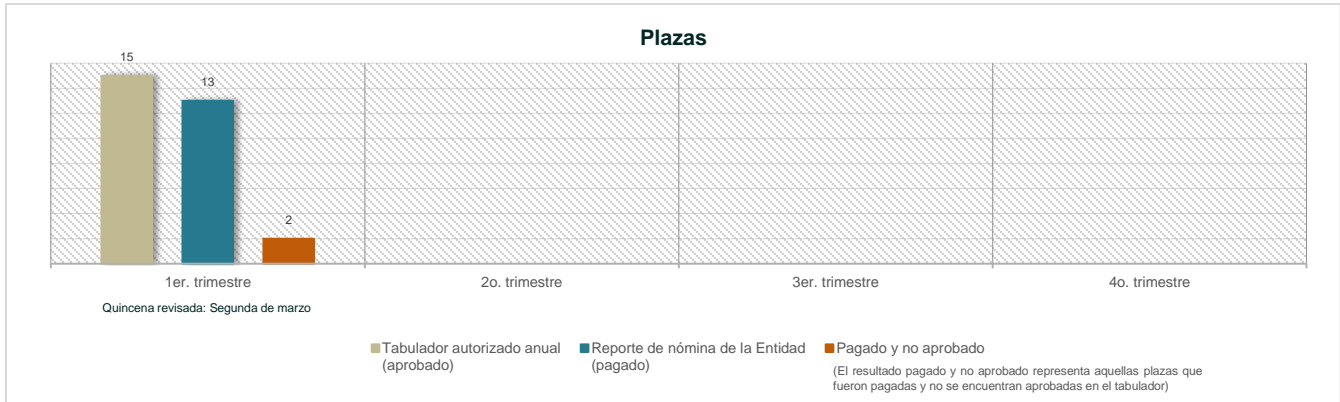 Plazas
15
13
2
1er. trimestre
2o. trimestre
3er. trimestre
4o. trimestre
Quincena revisada: Segunda de marzo
Tabulador autorizado anual
(aprobado)
Reporte de nómina de la Entidad
(pagado)
Pagado y no aprobado
(El resultado pagado y no aprobado representa aquellas plazas que
fueron pagadas y no se encuentran aprobadas en el tabulador)